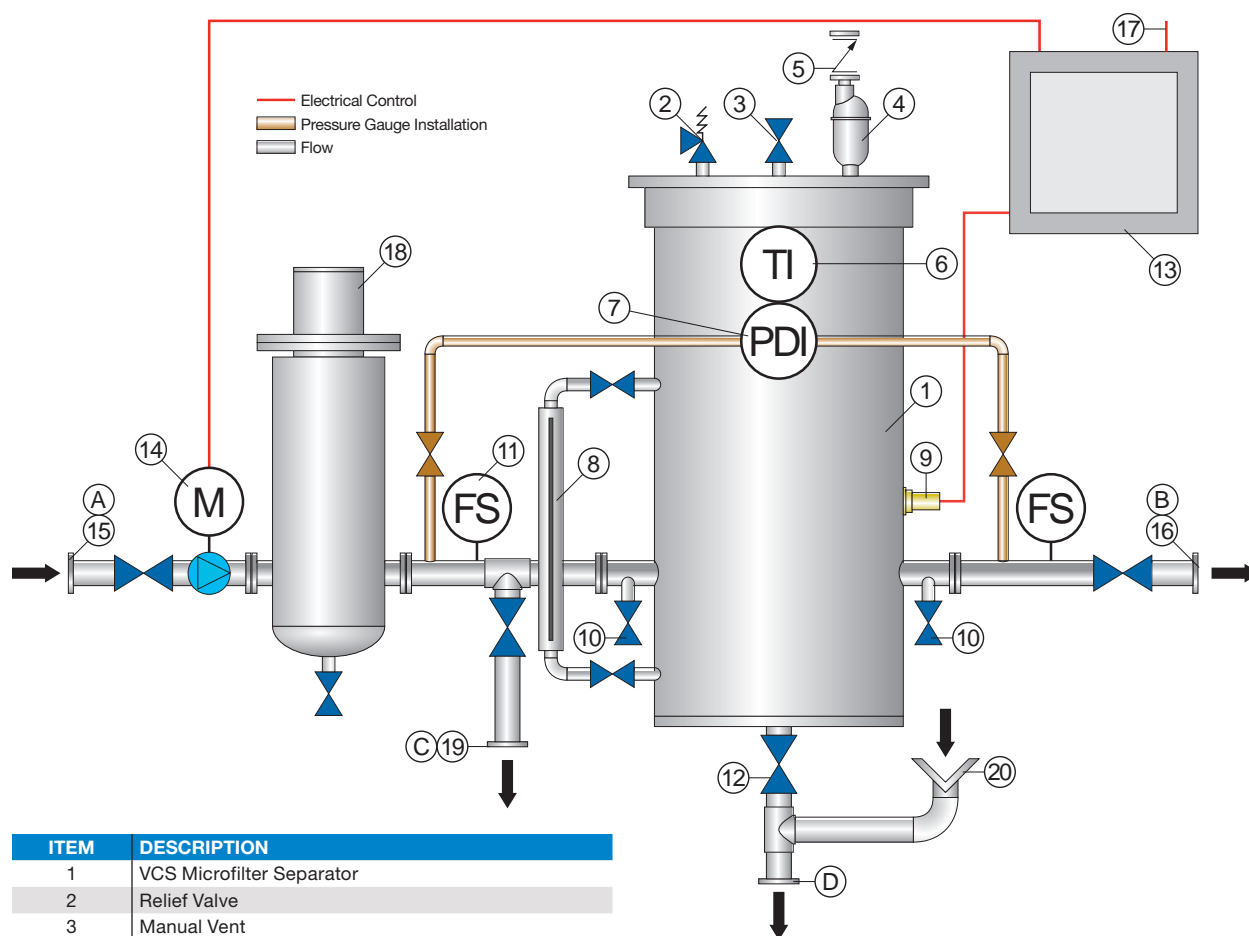 17
5
2
3
4
Electrical Control
Pressure Gauge Installation
Flow
18
TI
6
13
7
PDI
1
14
11
8
9
M
FS
FS
A
15
B
16
10
10
C
19
12
20
D
ITEM DESCRIPTION
1 VCS Microfilter Separator
2 Relief Valve
3 Manual Vent